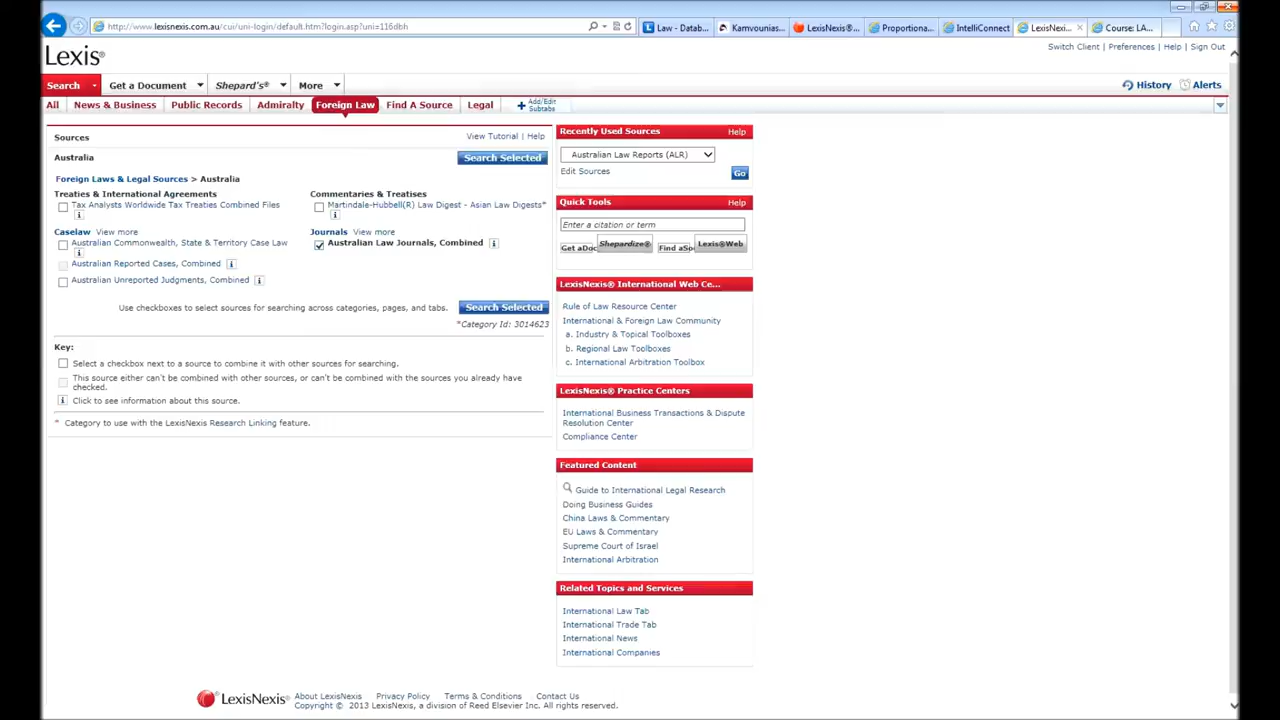 http://www.lexisnexis.com.au/cui/uni-login/default.htm?login.asp?uni=116dbh
Law - Datab...
Kamvounias...
LexisNexis®...
Proportiona...
IntelliConnect
LexisNexi...
Course: LA...
Lexis®
Switch Client | Preferences | Help | Sign Out
Search
Get a Document
Shepard's®
More
History
Alerts
All
News & Business
Public Records
Admiralty
Foreign Law
Find A Source
Legal
Add/Edit
Subtabs
Sources
View Tutorial | Help
Australia
Search Selected
Foreign Laws & Legal Sources > Australia
Treaties & International Agreements
Tax Analysts Worldwide Tax Treaties Combined Files
Caselaw View more
Australian Commonwealth, State & Territory Case Law
Australian Reported Cases, Combined
Australian Unreported Judgments, Combined
Commentaries & Treatises
Martindale-Hubbell(R) Law Digest - Asian Law Digests*
Journals View more
Australian Law Journals, Combined
Use checkboxes to select sources for searching across categories, pages, and tabs.
Search Selected
*Category Id: 3014623
Key:
Select a checkbox next to a source to combine it with other sources for searching.
This source either can't be combined with other sources, or can't be combined with the sources you already have
checked.
Click to see information about this source.
* Category to use with the LexisNexis Research Linking feature.
Recently Used Sources Help
Australian Law Reports (ALR)
Edit Sources
Go
Quick Tools Help
Enter a citation or term
Get aDoc
Shepardize®
Find aSo
Lexis®Web
LexisNexis® International Web Ce...
Rule of Law Resource Center
International & Foreign Law Community
a. Industry & Topical Toolboxes
b. Regional Law Toolboxes
c. International Arbitration Toolbox
LexisNexis® Practice Centers
International Business Transactions & Dispute
Resolution Center
Compliance Center
Featured Content
Guide to International Legal Research
Doing Business Guides
China Laws & Commentary
EU Laws & Commentary
Supreme Court of Israel
International Arbitration
Related Topics and Services
International Law Tab
International Trade Tab
International News
International Companies
LexisNexis®
About LexisNexis
Privacy Policy
Terms & Conditions
Contact Us
Copyright © 2013 LexisNexis, a division of Reed Elsevier Inc. All rights reserved.